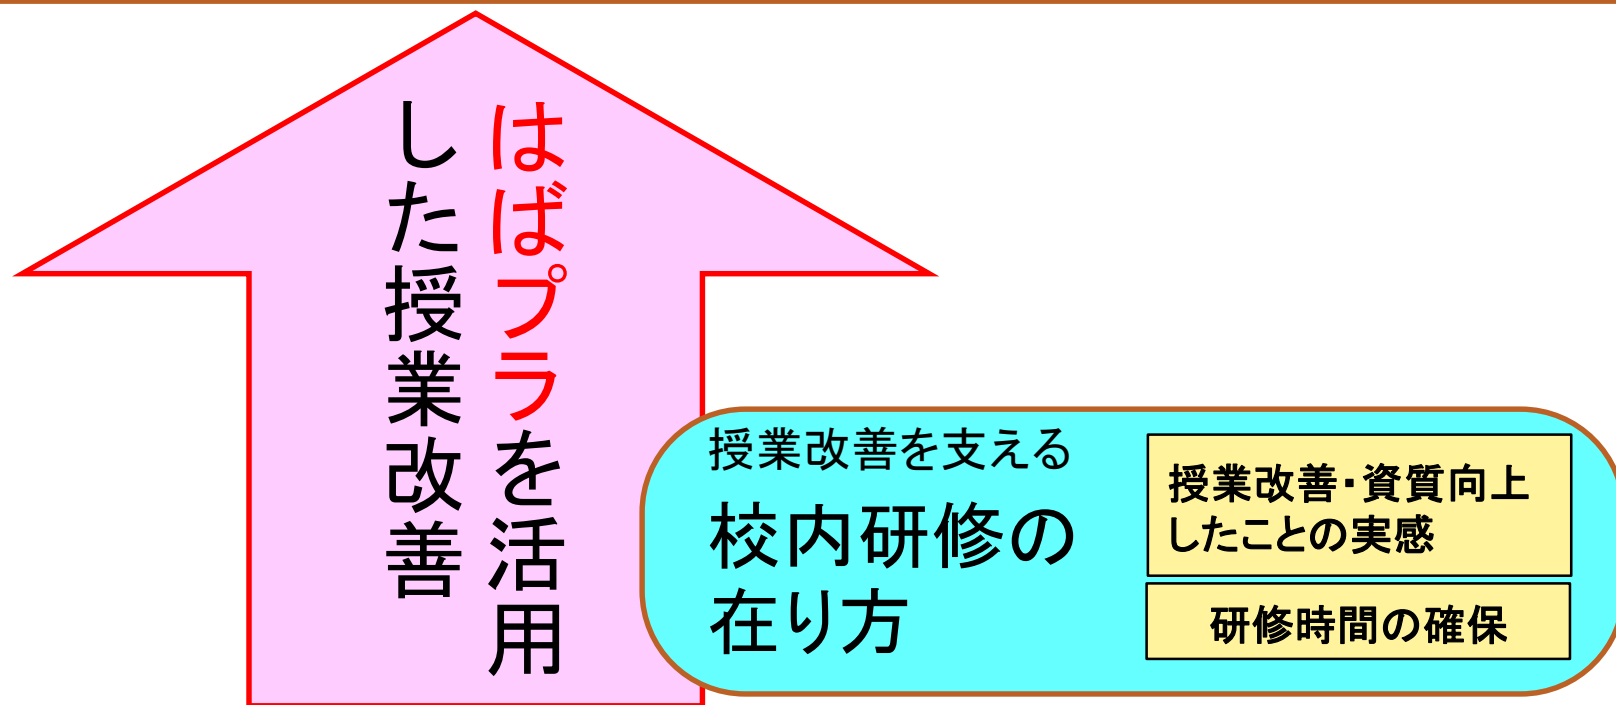 はばプラを活用
した授業改善
授業改善を支える
校内研修の
在り方
授業改善・資質向上
したことの実感
研修時間の確保